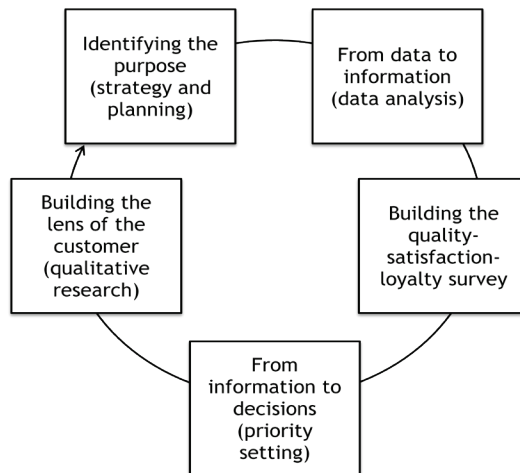 Identifying the
purpose
(strategy and
planning)
From data to
information
(data analysis)
Building the
quality-
satisfaction-
loyalty survey
From
information to
decisions
(priority
setting)
Building the
lens of the
customer
(qualitative
research)